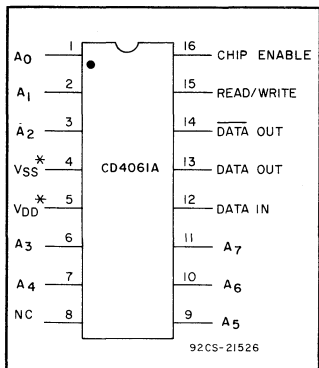 A0 1 16 CHIP ENABLE
A1 2 15 READ/WRITE
A2 3 14 DATA OUT
VSS* 4 CD4061A 13 DATA OUT
VDD* 5 12 DATA IN
A3 6 11 A7
A4 7 10 A6
NC 8 9 A5
92CS-21526